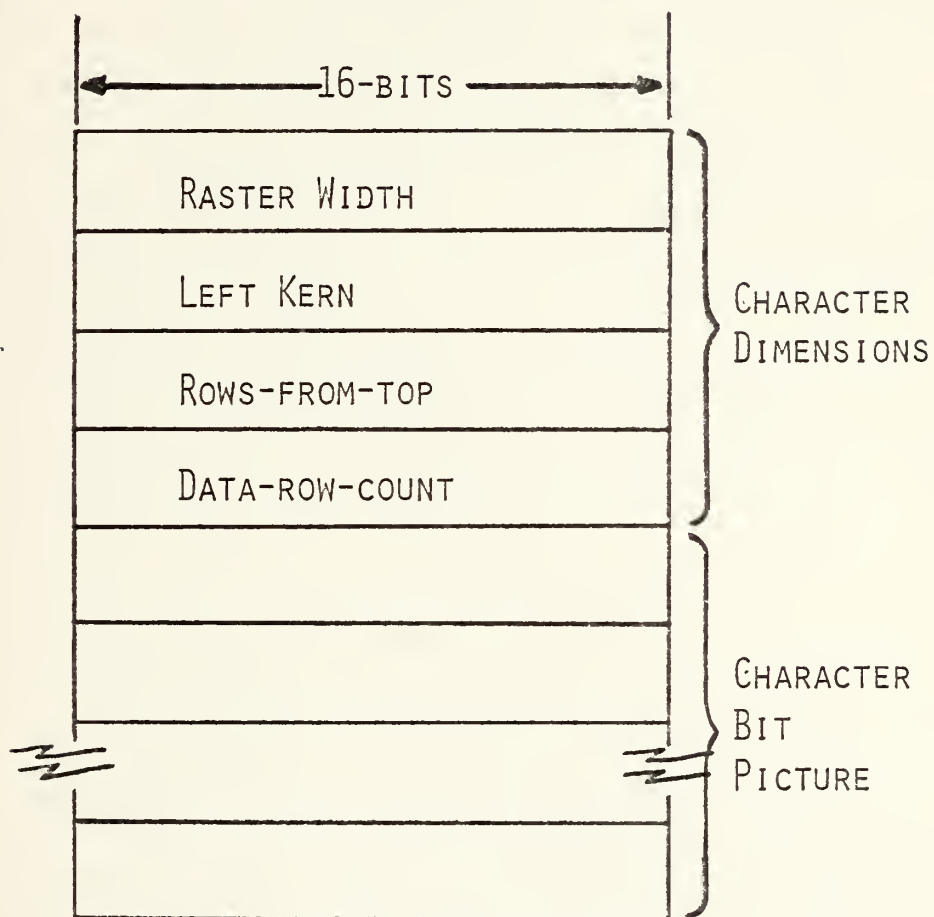 16-BITS
RASTER WIDTH
LEFT KERN
ROWS-FROM-TOP
DATA-ROW-COUNT
CHARACTER
DIMENSIONS
CHARACTER
BIT
PICTURE